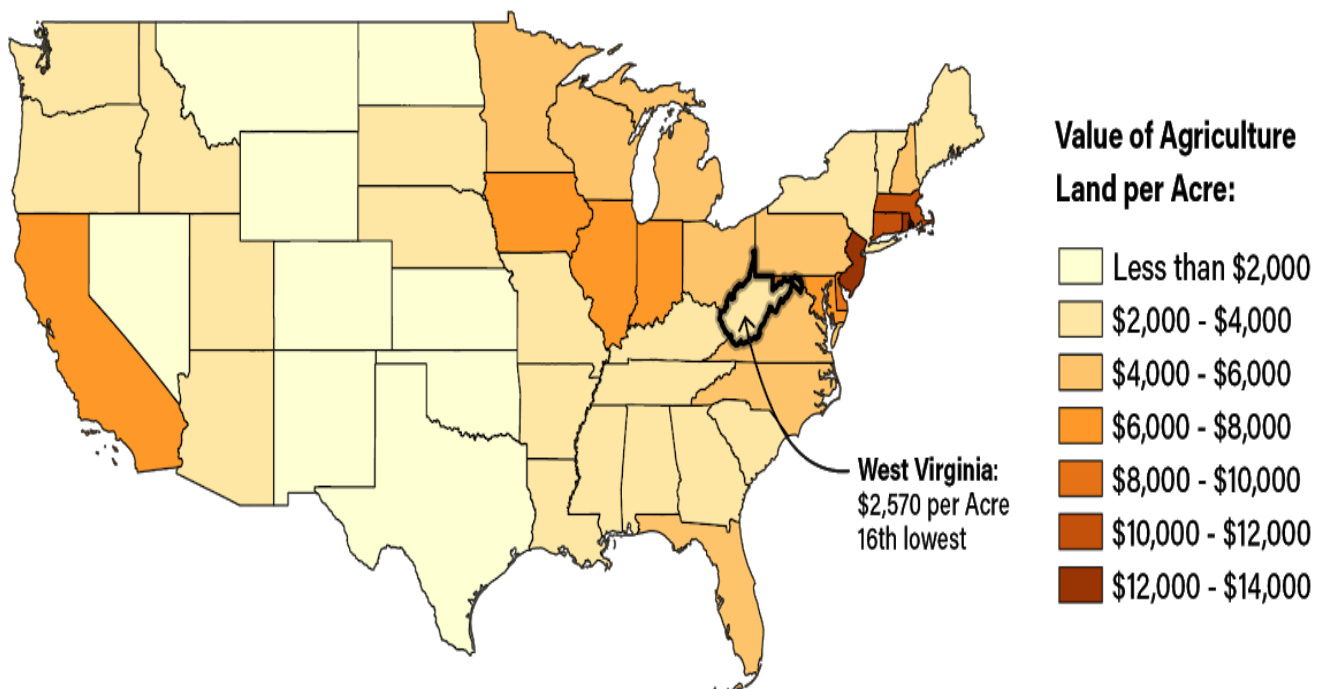 Value of Agriculture
Land per Acre:
Less than $2,000
$2,000 - $4,000
$4,000 - $6,000
$6,000 - $8,000
$8,000 - $10,000
$10,000 - $12,000
$12,000 - $14,000
West Virginia:
$2,570 per Acre
16th lowest